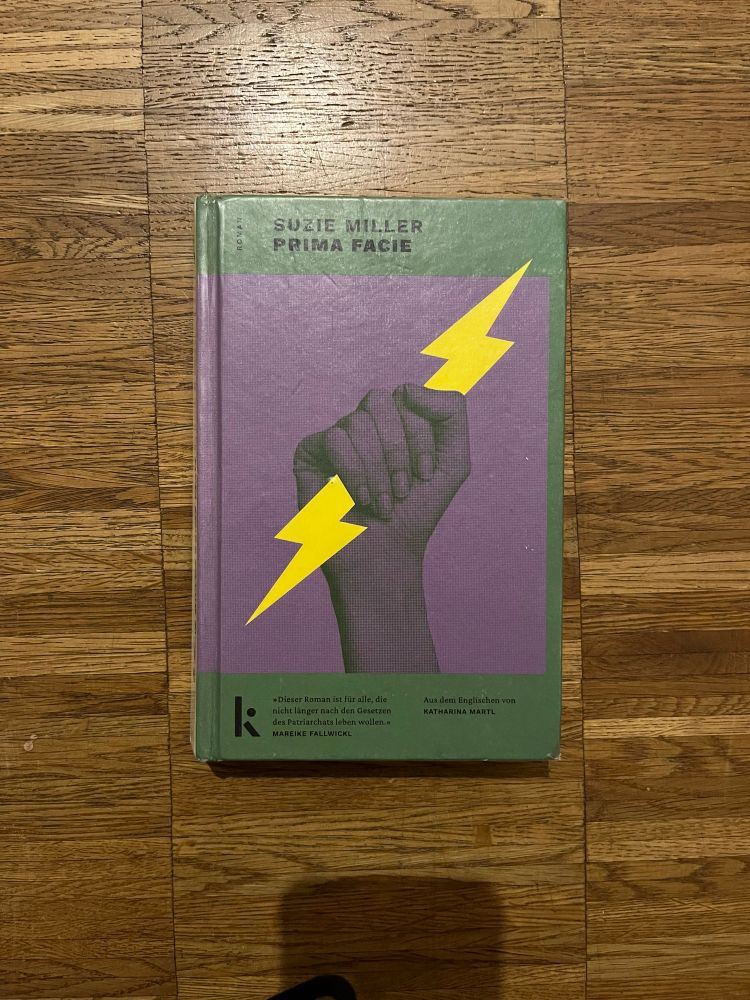 ROMAN
SUZIE MILLER
PRIMA FACIE
k
»Dieser Roman ist für alle, die
nicht länger nach den Gesetzen
des Patriarchats leben wollen.«
MAREIKE FALLWICKL
Aus dem Englischen von
KATHARINA MARTL